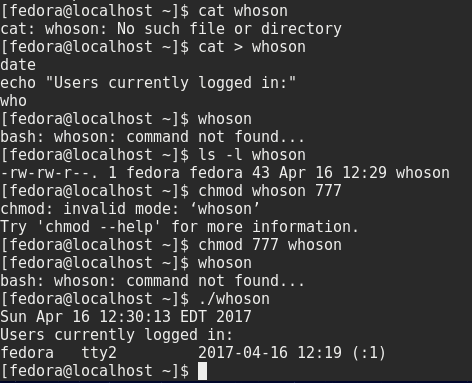 [fedora@localhost ~]$ cat whoson
cat: whoson: No such file or directory
[fedora@localhost ~]$ cat > whoson
date
echo "Users currently logged in:"
who
[fedora@localhost ~]$ whoson
bash: whoson: command not found...
[fedora@localhost ~]$ ls -l whoson
-rw-rw-r--. 1 fedora fedora 43 Apr 16 12:29 whoson
[fedora@localhost ~]$ chmod whoson 777
chmod: invalid mode: ‘whoson’
Try 'chmod --help' for more information.
[fedora@localhost ~]$ chmod 777 whoson
[fedora@localhost ~]$ whoson
bash: whoson: command not found...
[fedora@localhost ~]$ ./whoson
Sun Apr 16 12:30:13 EDT 2017
Users currently logged in:
fedora   tty2         2017-04-16 12:19 (:1)
[fedora@localhost ~]$